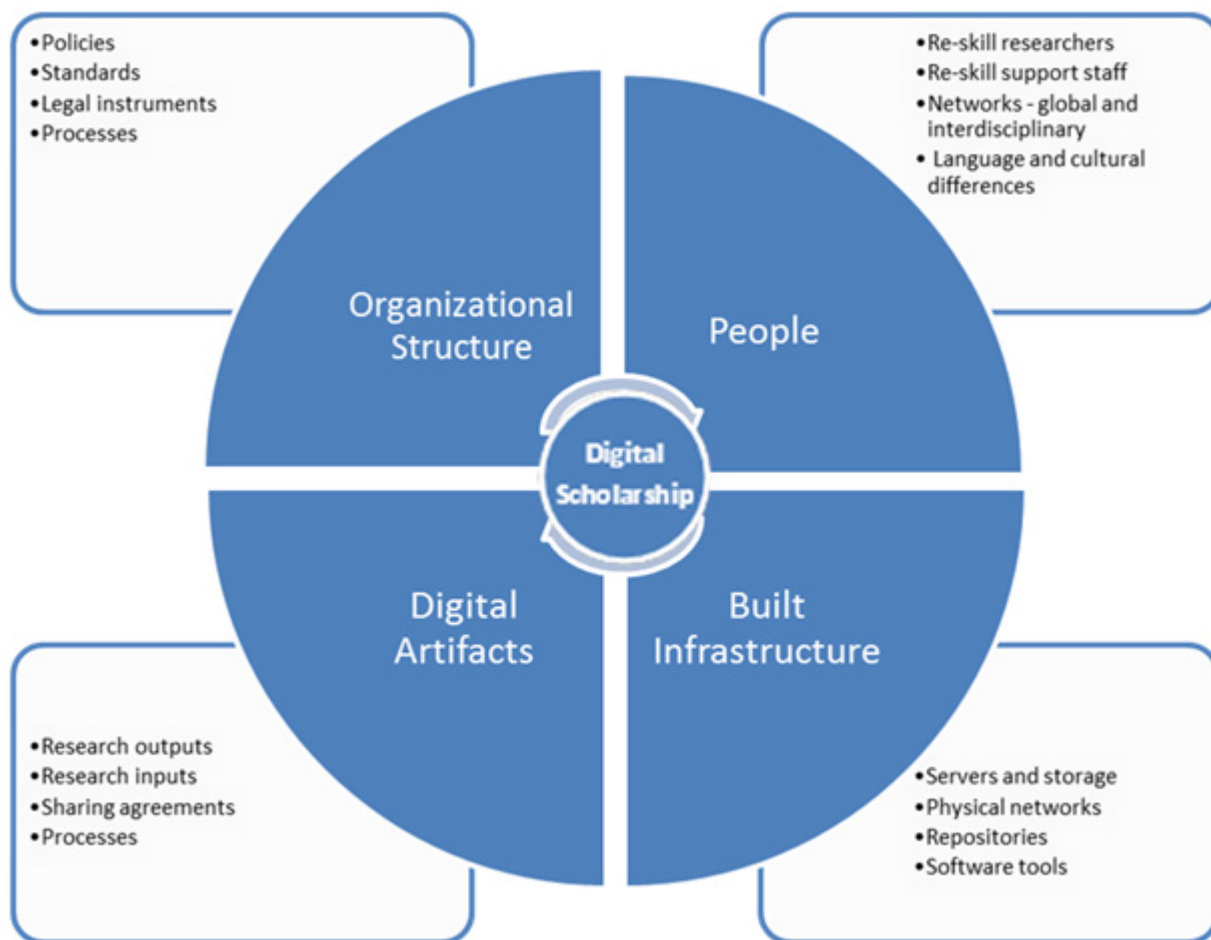 •Policies
•Standards
•Legal instruments
•Processes
•Re-skill researchers
•Re-skill support staff
•Networks - global and
interdisciplinary
• Language and cultural
differences
Organizational
Structure
People
Digital
Scholarship
Digital
Artifacts
Built
Infrastructure
•Research outputs
•Research inputs
•Sharing agreements
•Processes
•Servers and storage
•Physical networks
•Repositories
•Software tools